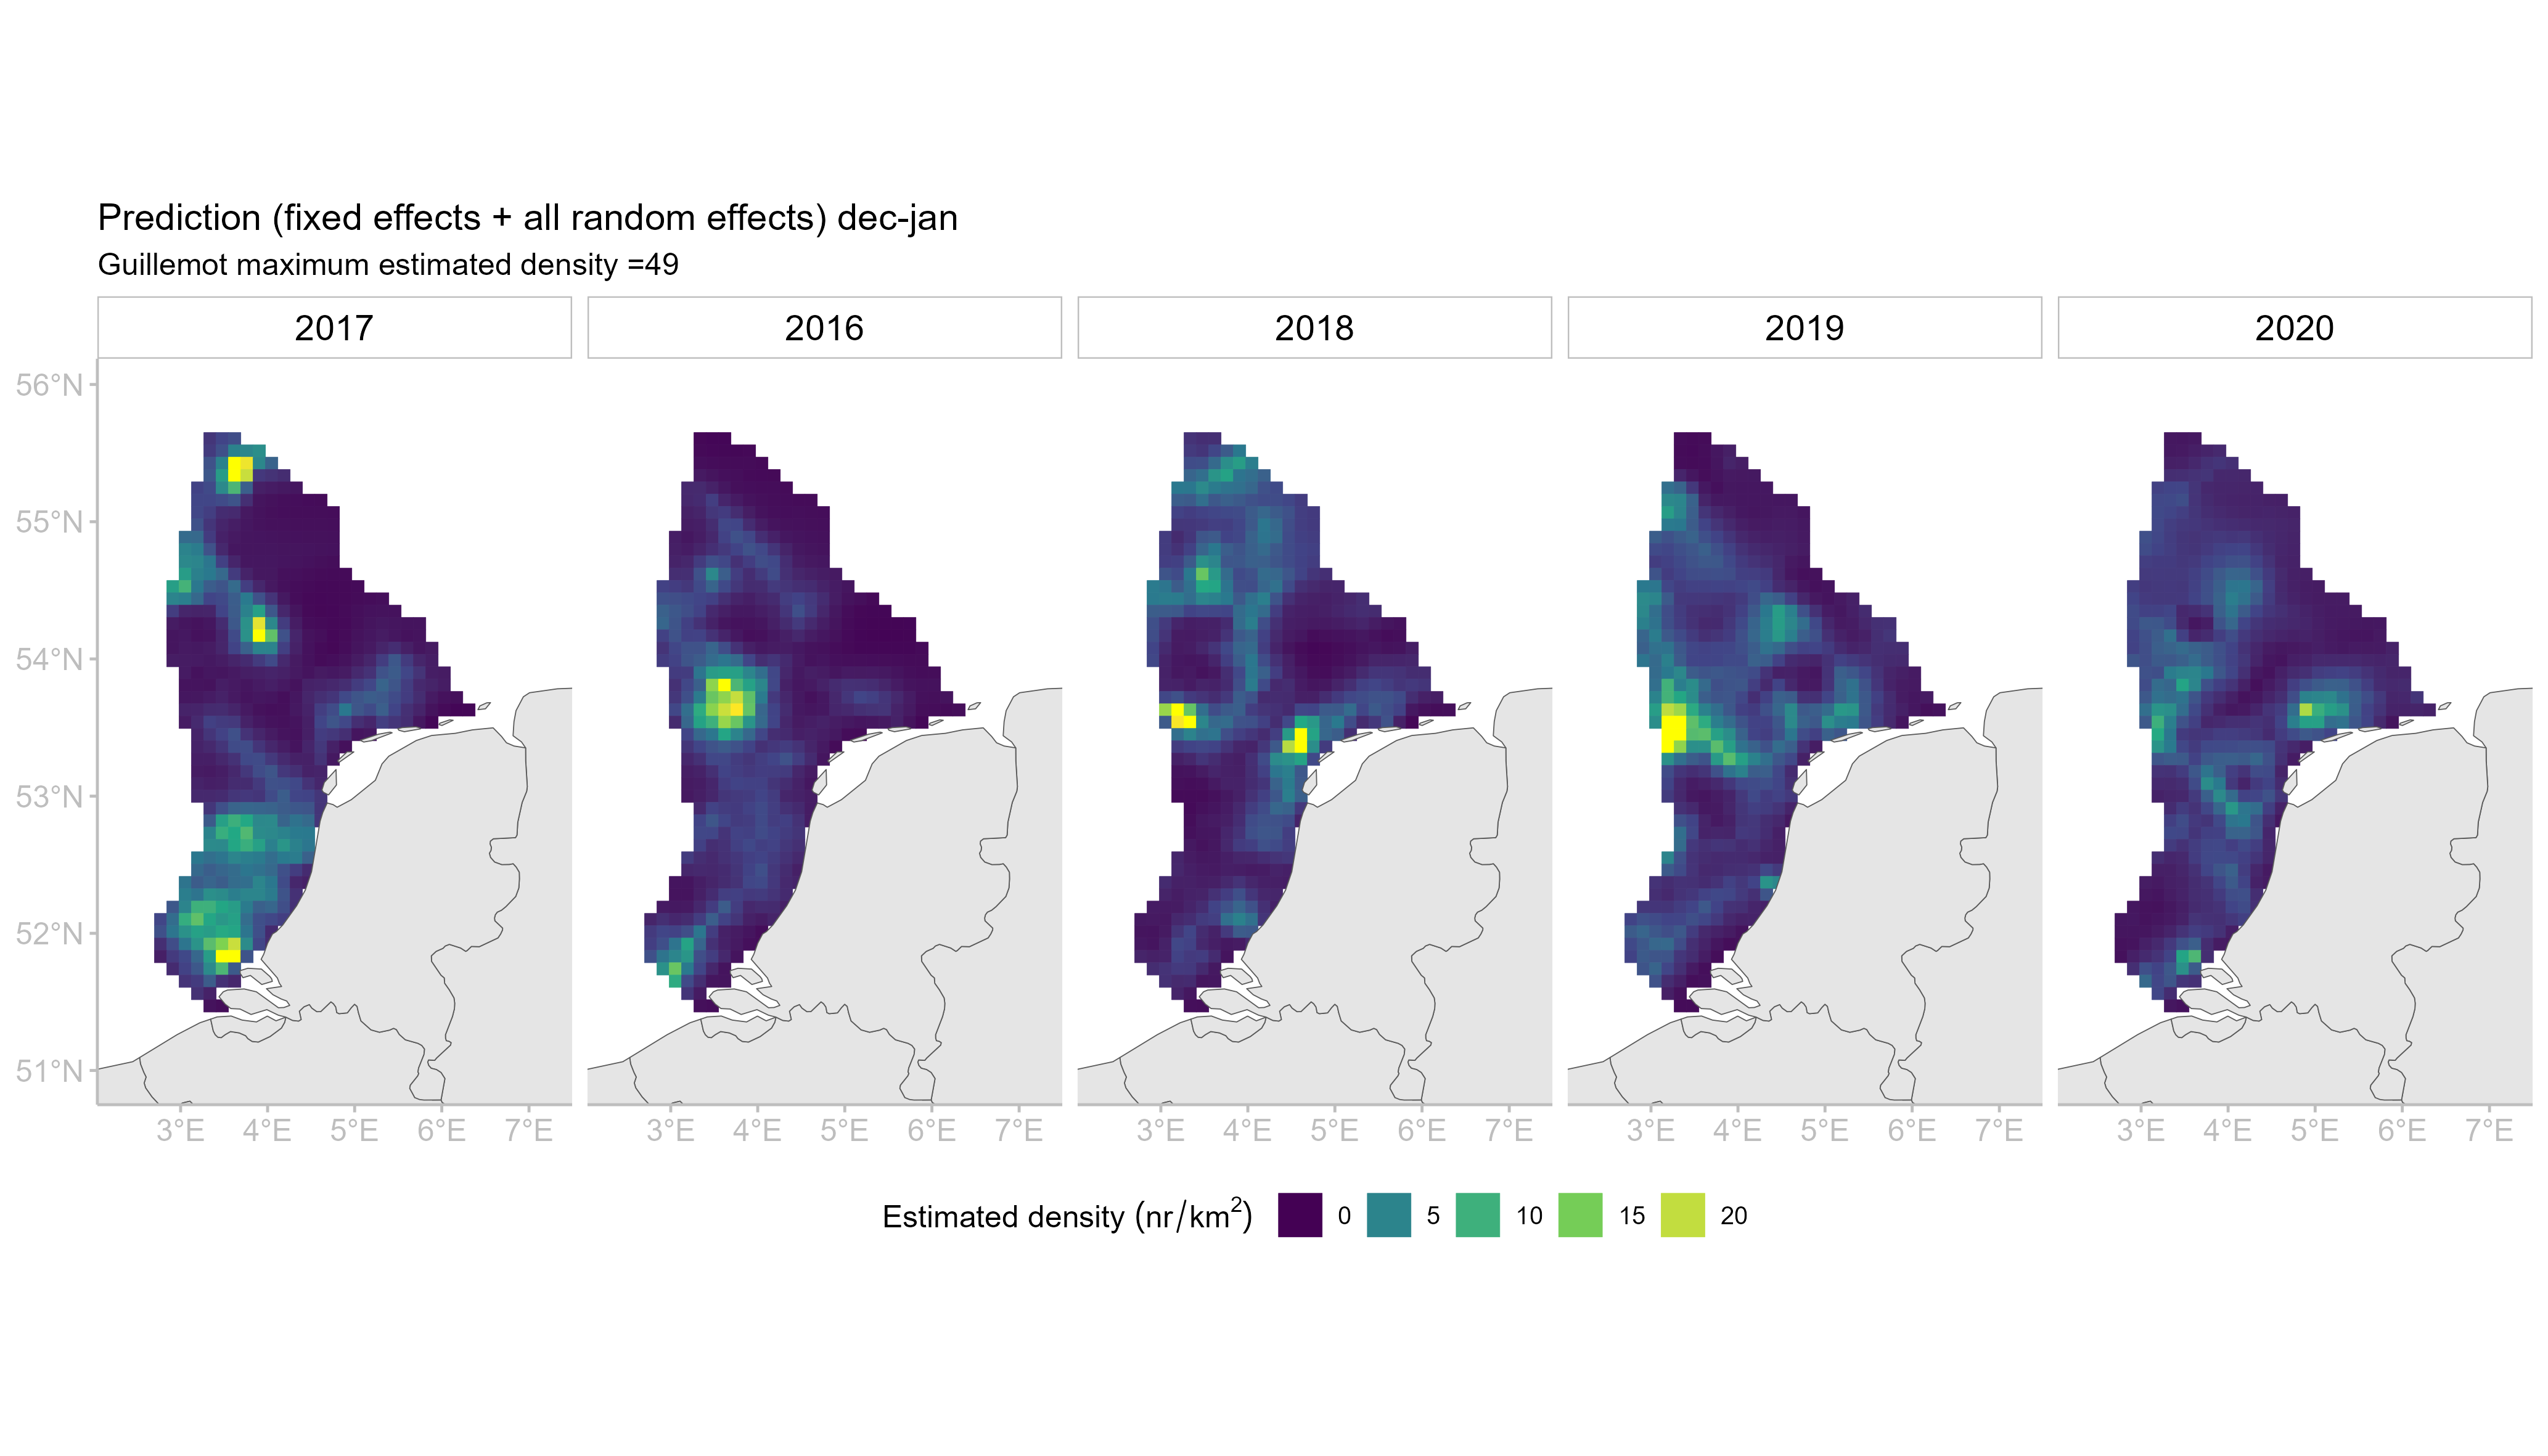 Prediction (fixed effects + all random effects) dec-jan
Guillemot maximum estimated density =49
2017 2016 2018 2019 2020
56°N
55°N
54°N
53°N
52°N
51°N
3°E 4°E 5°E 6°E 7°E 3°E 4°E 5°E 6°E 7°E 3°E 4°E 5°E 6°E 7°E 3°E 4°E 5°E 6°E 7°E 3°E 4°E 5°E 6°E 7°E
Estimated density (nr/km²) 0 5 10 15 20